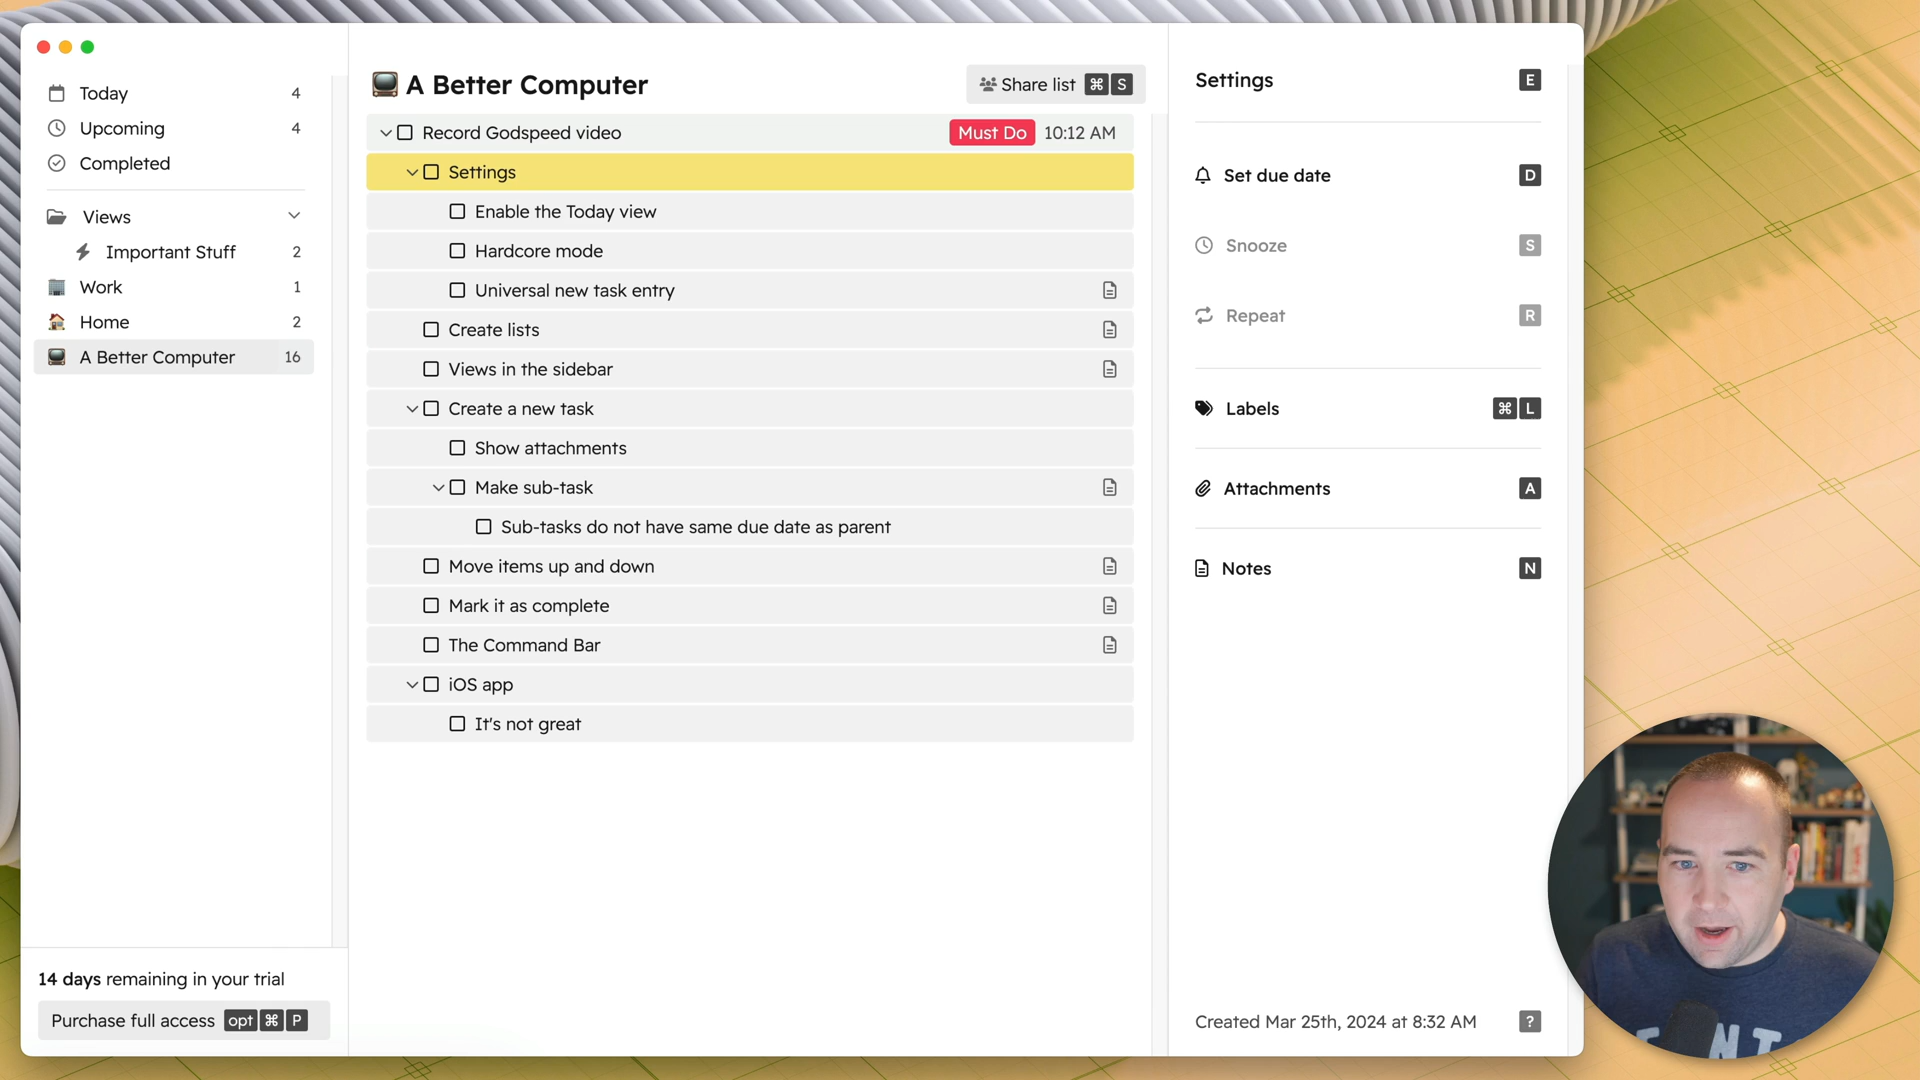 Today 4
Upcoming 4
Completed
Views
Important Stuff 2
Work 1
Home 2
A Better Computer 16
14 days remaining in your trial
Purchase full access opt ⌘ P
A Better Computer
Share list ⌘ S
Record Godspeed video Must Do 10:12 AM
Settings
Enable the Today view
Hardcore mode
Universal new task entry
Create lists
Views in the sidebar
Create a new task
Show attachments
Make sub-task
Sub-tasks do not have same due date as parent
Move items up and down
Mark it as complete
The Command Bar
iOS app
It's not great
Settings E
Set due date D
Snooze S
Repeat R
Labels ⌘ L
Attachments A
Notes N
Created Mar 25th, 2024 at 8:32 AM ?